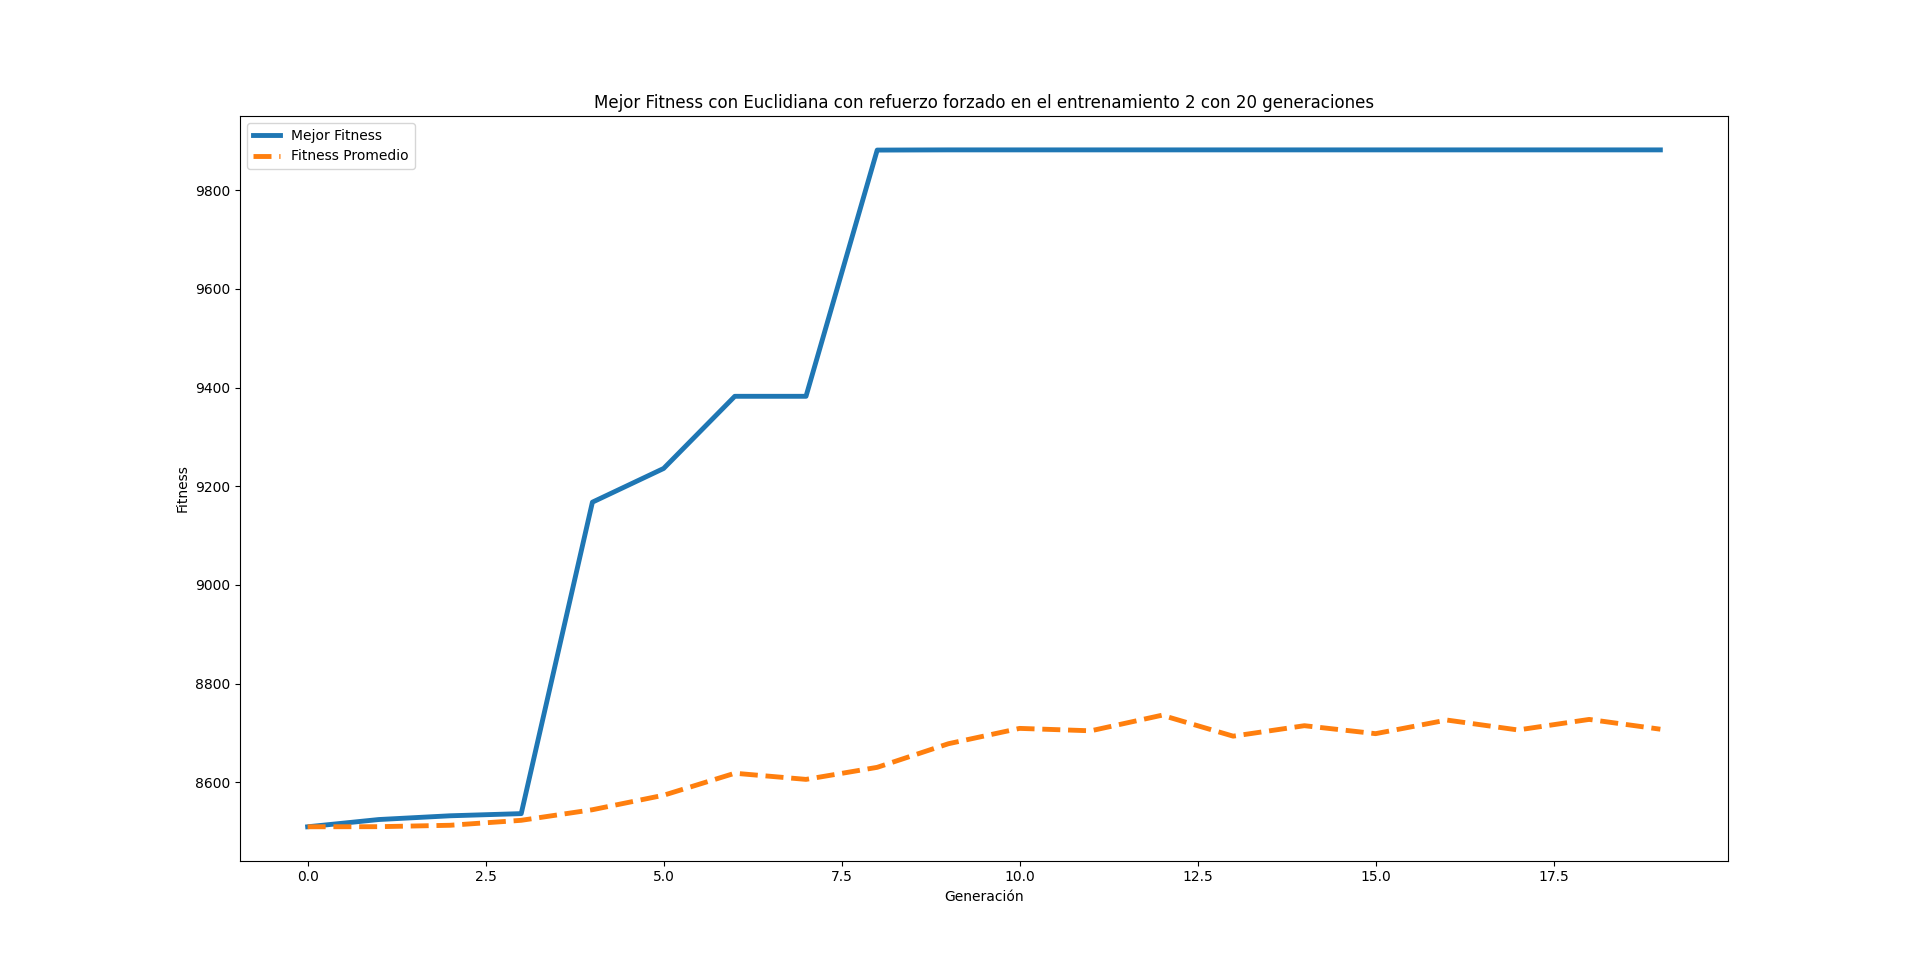 Mejor Fitness con Euclidiana con refuerzo forzado en el entrenamiento 2 con 20 generaciones
Mejor Fitness
Fitness Promedio
9800
9600
9400
9200
9000
8800
8600
Fitness
0.0 2.5 5.0 7.5 10.0 12.5 15.0 17.5
Generación